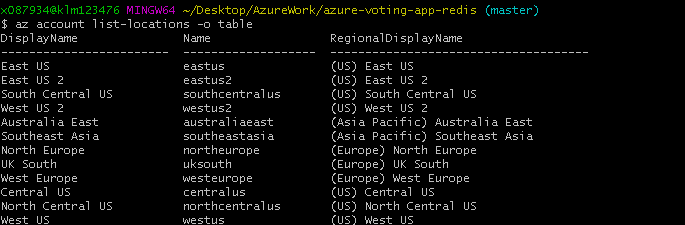 x087934@klm123476 MINGW64 ~/Desktop/AzureWork/azure-voting-app-redis (master)
$ az account list-locations -o table
DisplayName Name RegionalDisplayName
------------------------ ------------------- -------------------------------------
East US eastus (US) East US
East US 2 eastus2 (US) East US 2
South Central US southcentralus (US) South Central US
West US 2 westus2 (US) West US 2
Australia East australiaeast (Asia Pacific) Australia East
Southeast Asia southeastasia (Asia Pacific) Southeast Asia
North Europe northeurope (Europe) North Europe
UK South uksouth (Europe) UK South
West Europe westeurope (Europe) West Europe
Central US centralus (US) Central US
North Central US northcentralus (US) North Central US
West US westus (US) West US